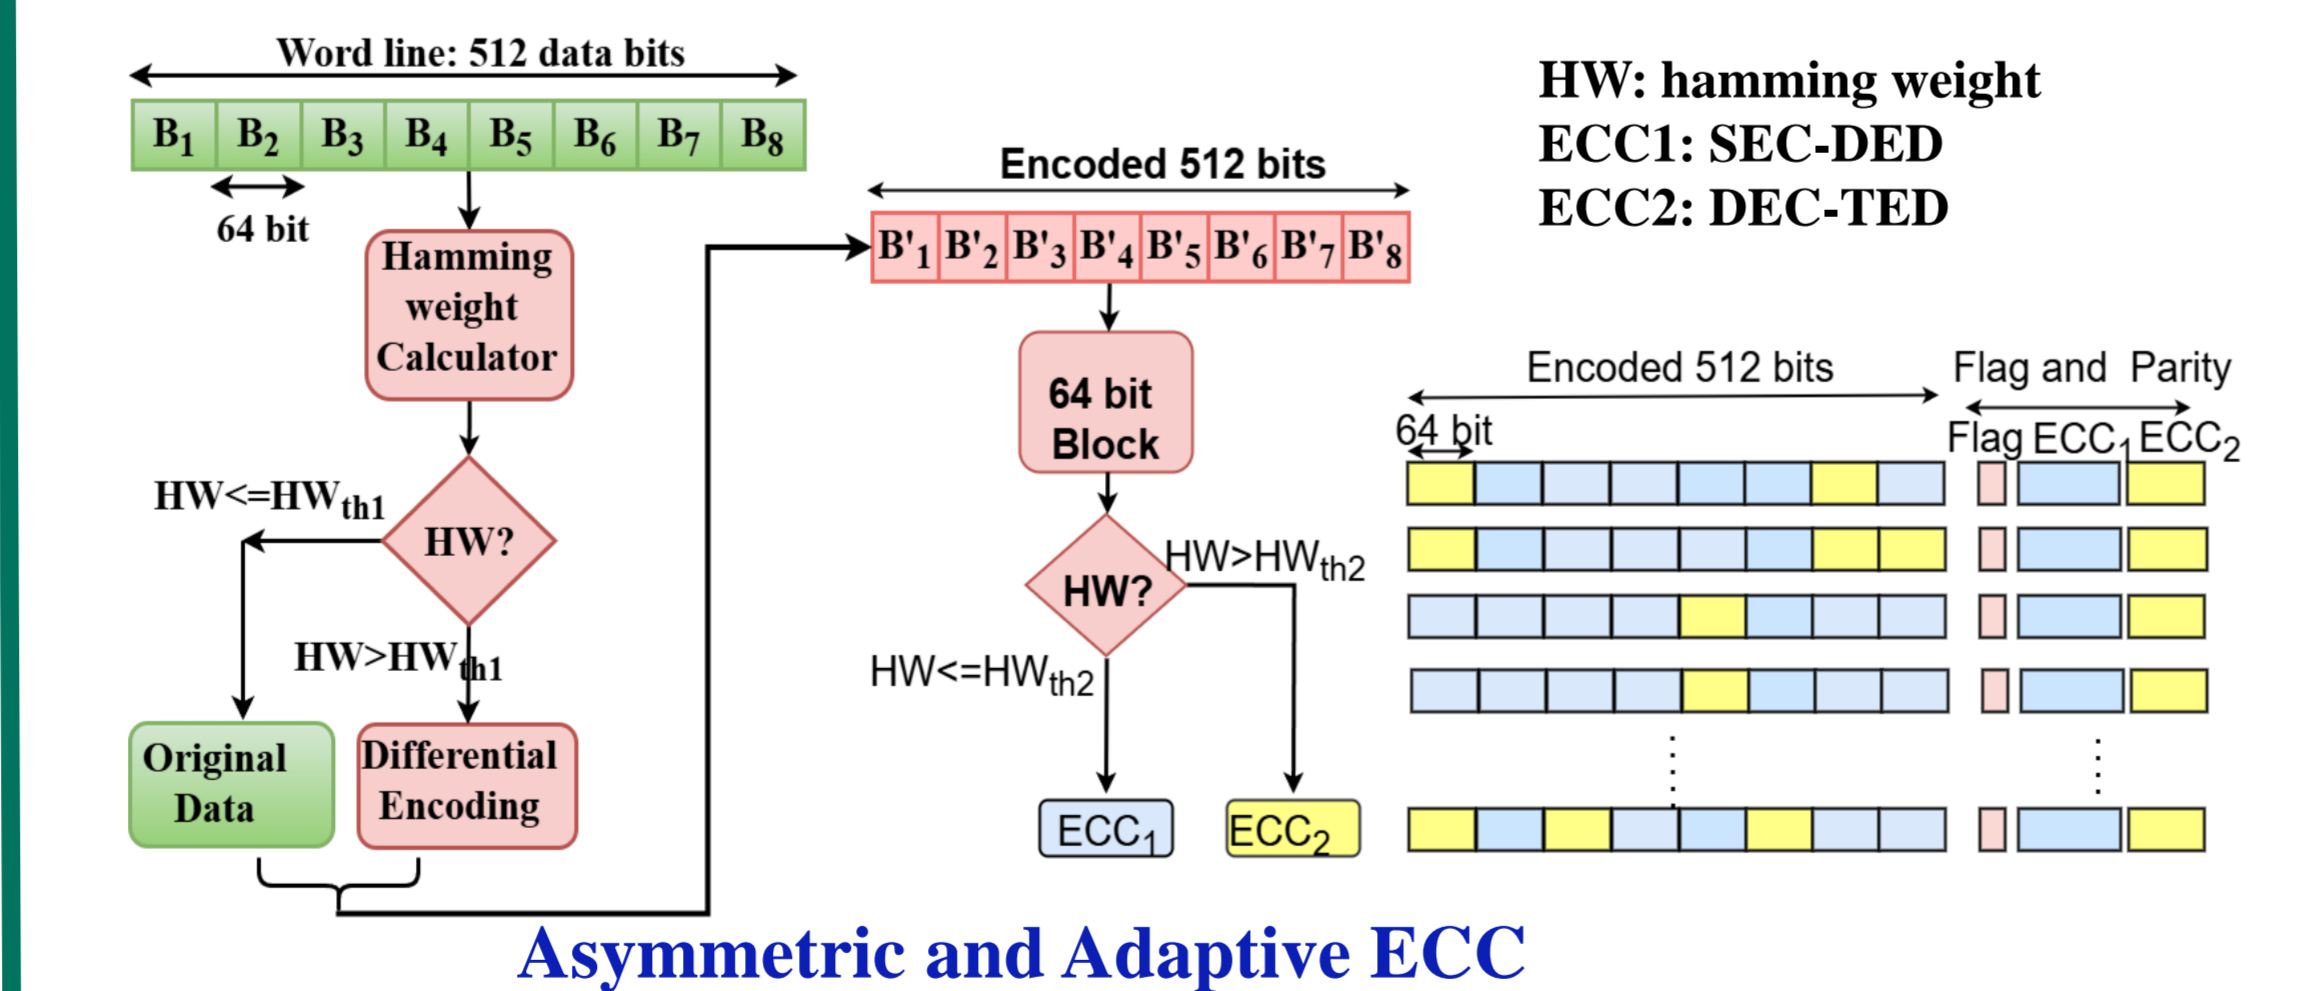 Word line: 512 data bits
B1 B2 B3 B4 B5 B6 B7 B8
64 bit
Hamming
weight
Calculator
HW?
HW<=HWth1
HW>HWth1
Original
Data
Differential
Encoding
Encoded 512 bits
B'1 B'2 B'3 B'4 B'5 B'6 B'7 B'8
64 bit
Block
HW?
HW>HWth2
HW<=HWth2
ECC1
ECC2
HW: hamming weight
ECC1: SEC-DED
ECC2: DEC-TED
Encoded 512 bits
Flag and Parity
64 bit
Flag ECC1 ECC2
Asymmetric and Adaptive ECC